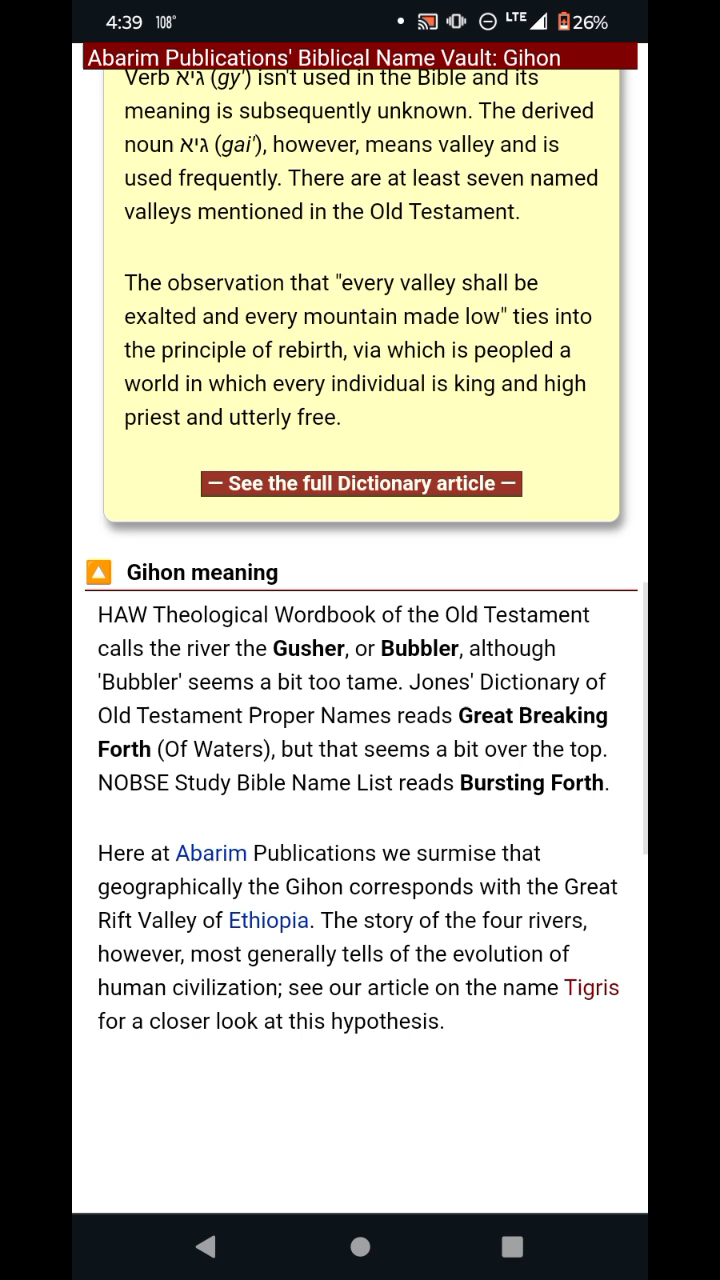 4:39 108° LTE 26%
Abarim Publications' Biblical Name Vault: Gihon
Verb גיא (gy') isn't used in the Bible and its
meaning is subsequently unknown. The derived
noun גיא (gai'), however, means valley and is
used frequently. There are at least seven named
valleys mentioned in the Old Testament.
The observation that "every valley shall be
exalted and every mountain made low" ties into
the principle of rebirth, via which is peopled a
world in which every individual is king and high
priest and utterly free.
— See the full Dictionary article —
Gihon meaning
HAW Theological Wordbook of the Old Testament
calls the river the Gusher, or Bubbler, although
'Bubbler' seems a bit too tame. Jones' Dictionary of
Old Testament Proper Names reads Great Breaking
Forth (Of Waters), but that seems a bit over the top.
NOBSE Study Bible Name List reads Bursting Forth.
Here at Abarim Publications we surmise that
geographically the Gihon corresponds with the Great
Rift Valley of Ethiopia. The story of the four rivers,
however, most generally tells of the evolution of
human civilization; see our article on the name Tigris
for a closer look at this hypothesis.